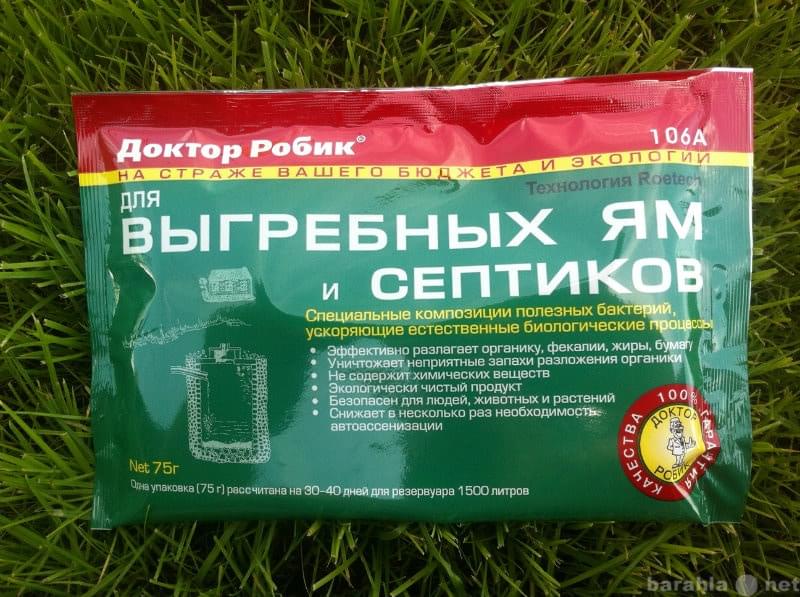 Доктор Робик®
106А
НА СТРАЖЕ ВАШЕГО БЮДЖЕТА И ЭКОЛОГИИ
Технология Roetech
ДЛЯ
ВЫГРЕБНЫХ ЯМ
и СЕПТИКОВ
Специальные композиции полезных бактерий,
ускоряющие естественные биологические процессы
• Эффективно разлагает органику, фекалии, жиры, бумагу
• Уничтожает неприятные запахи разложения органики
• Не содержит химических веществ
• Экологически чистый продукт
• Безопасен для людей, животных и растений
• Снижает в несколько раз необходимость
автоассенизации
100% ГАРАНТИЯ КАЧЕСТВА
ДОКТОР
РОБИК
Net 75г
Одна упаковка (75 г) рассчитана на 30-40 дней для резервуара 1500 литров
barahla net